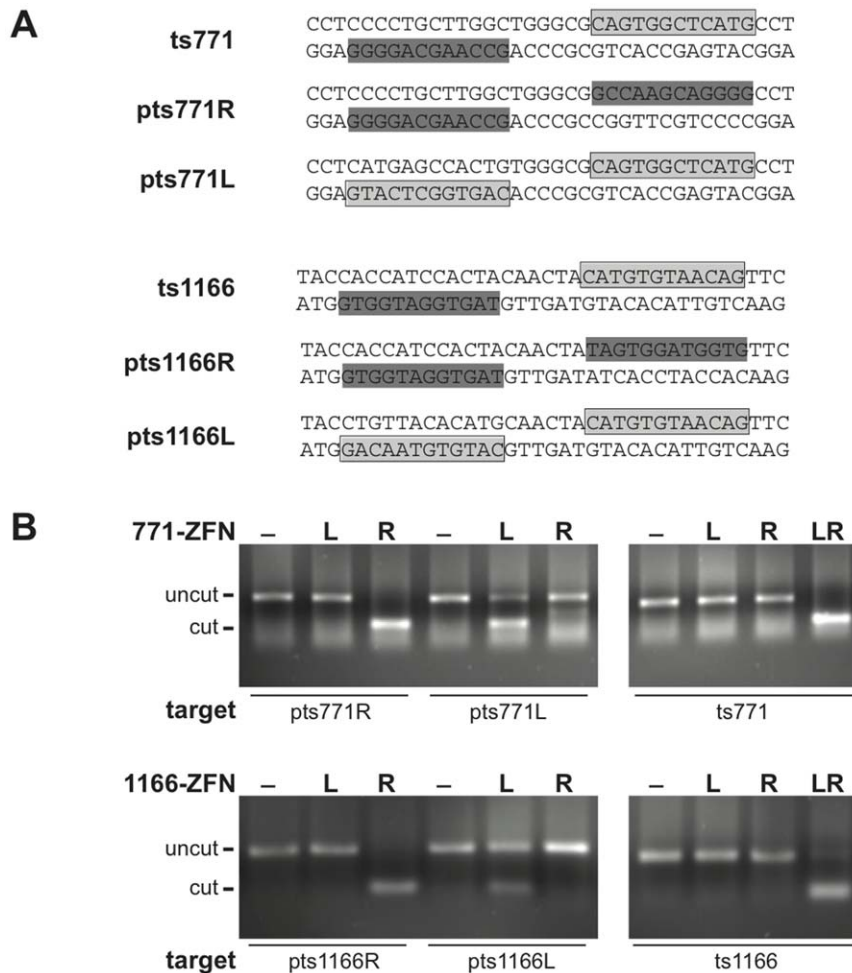 A
ts771
CCTCCCCTGCTTGGCTGGGCGCAGTGGCTCATGCCT
GGAGGGGACGAACCGACCCGCGTCACCGAGTACGGA
pts771R
CCTCCCCTGCTTGGCTGGGCGGCCAAGCAGGGGCCT
GGAGGGGACGAACCGACCCGCCGGTTCGTCCCCGGA
pts771L
CCTCATGAGCCACTGTGGGCGCAGTGGCTCATGCCT
GGAGTACTCGGTGACACCCGCGTCACCGAGTACGGA
ts1166
TACCACCATCCACTACAACTACATGTGTAACAGTTC
ATGGTGGTAGGTGATGTTGATGTACACATTGTCAAG
pts1166R
TACCACCATCCACTACAACTATAGTGGATGGTGTTC
ATGGTGGTAGGTGATGTTGATATCACCTACCACAAG
pts1166L
TACCTGTTACACATGCAACTACATGTGTAACAGTTC
ATGGACAATGTGTACGTTGATGTACACATTGTCAAG
B
771-ZFN – L R – L R – L R LR
uncut
cut
target pts771R pts771L ts771
1166-ZFN – L R – L R – L R LR
uncut
cut
target pts1166R pts1166L ts1166